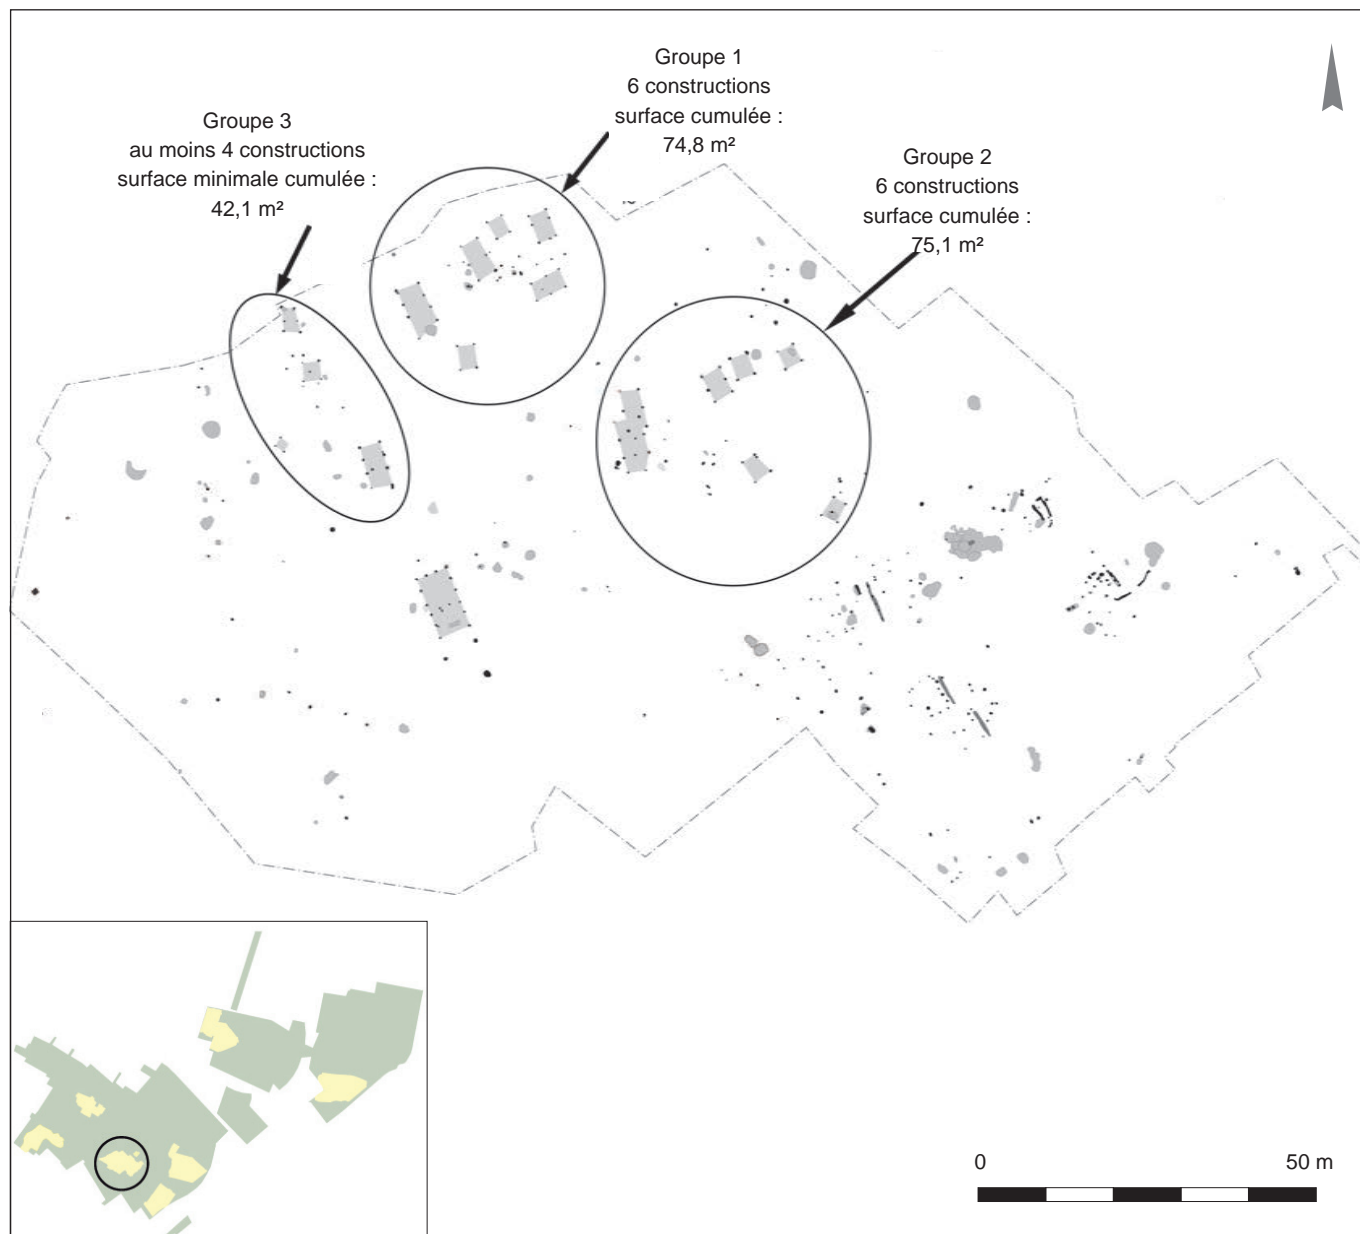 Groupe 1
6 constructions
surface cumulée :
74,8 m²
Groupe 3
au moins 4 constructions
surface minimale cumulée :
42,1 m²
Groupe 2
6 constructions
surface cumulée :
75,1 m²
0 50 m